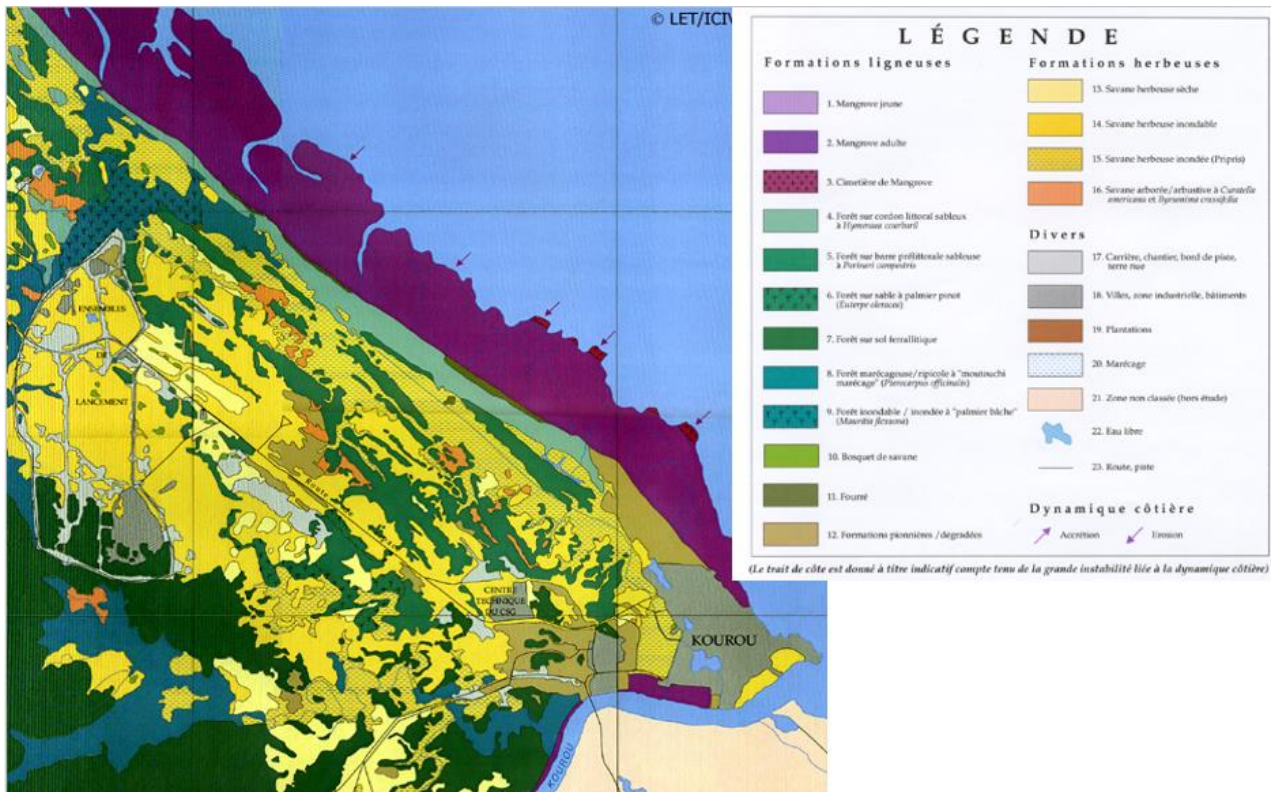 © LET/ICIV
ENSEMBLES
DE
LANCEMENT
Route
CENTRE
TECHNIQUE
DU CSG
KOUROU
KOUROU
LÉGENDE
Formations ligneuses
1. Mangrove jeune
2. Mangrove adulte
3. Cimetière de Mangrove
4. Forêt sur cordon littoral sableux
à Hymenaea courbaril
5. Forêt sur barre prélittorale sableuse
à Parinari campestris
6. Forêt sur sable à palmier pinot
(Euterpe oleracea)
7. Forêt sur sol ferrallitique
8. Forêt marécageuse/ripicole à "moutouchi
marécage" (Pterocarpus officinalis)
9. Forêt inondable / inondée à "palmier bâche"
(Mauritia flexuosa)
10. Bosquet de savane
11. Fourré
12. Formations pionnières /dégradées
Formations herbeuses
13. Savane herbeuse sèche
14. Savane herbeuse inondable
15. Savane herbeuse inondée (Pripris)
16. Savane arborée/arbustive à Curatella
americana et Byrsonima crassifolia
Divers
17. Carrière, chantier, bord de piste,
terre nue
18. Villes, zone industrielle, bâtiments
19. Plantations
20. Marécage
21. Zone non classée (hors étude)
22. Eau libre
23. Route, piste
Dynamique côtière
Accrétion
Erosion
(Le trait de côte est donné à titre indicatif compte tenu de la grande instabilité liée à la dynamique côtière)